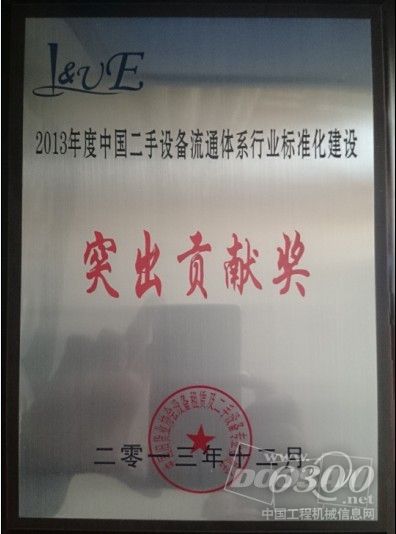 L&UE
2013年度中国二手设备流通体系行业标准化建设
突出贡献奖
二零一三年十二月
www.
6300
.net
中国工程机械信息网